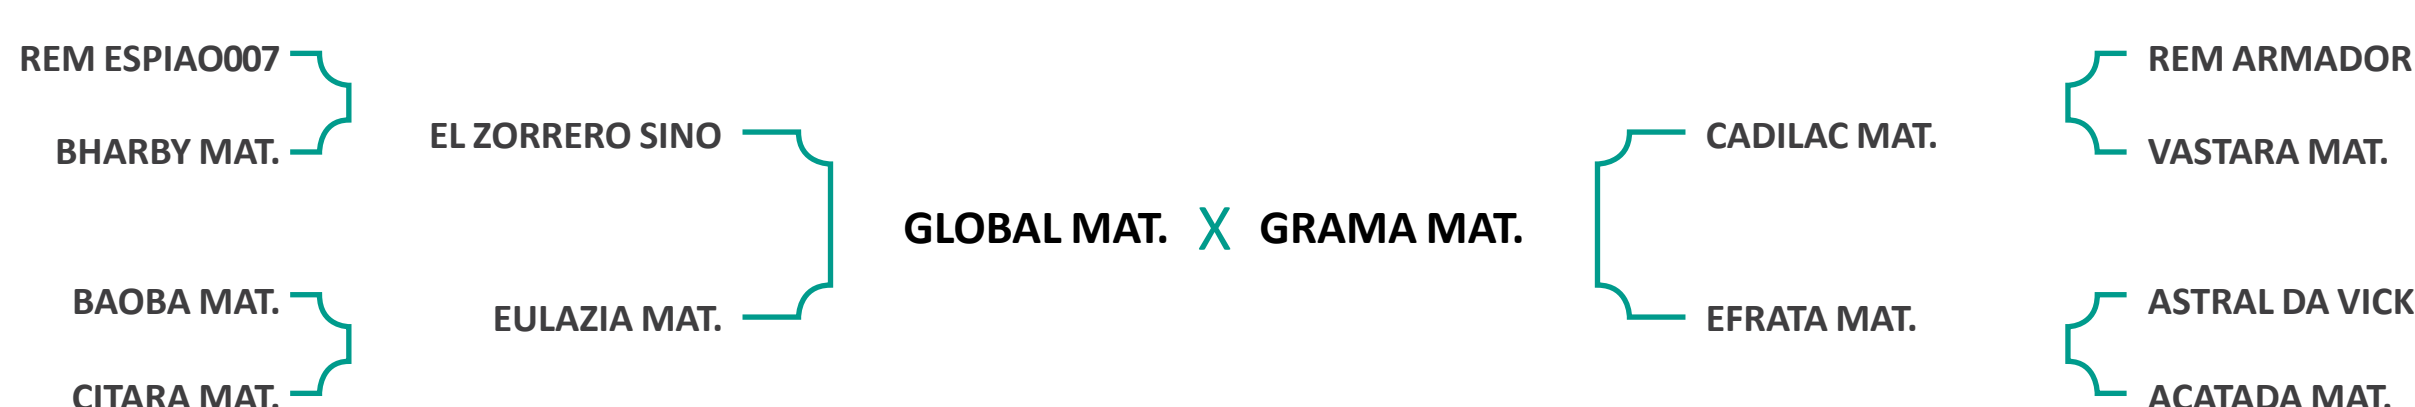 REM ESPIAO007
REM ARMADOR
EL ZORRERO SINO
CADILAC MAT.
BHARBY MAT.
VASTARA MAT.
GLOBAL MAT. X GRAMA MAT.
BAOBA MAT.
ASTRAL DA VICK
EULAZIA MAT.
EFRATA MAT.
CITARA MAT.
ACATADA MAT.